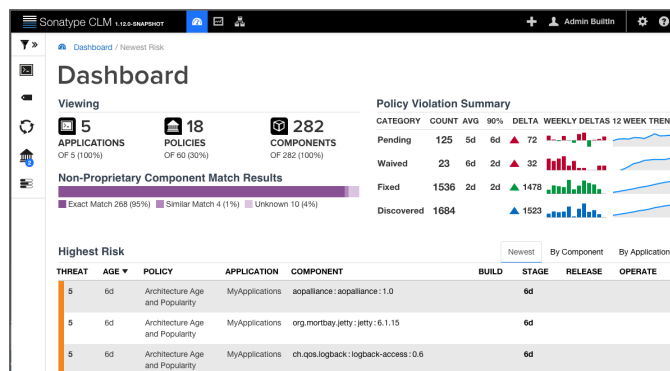 Sonatype CLM 1.12.0-SNAPSHOT
Admin BuiltIn
Dashboard / Newest Risk
Dashboard
Viewing
5 APPLICATIONS OF 5 (100%)
18 POLICIES OF 60 (30%)
282 COMPONENTS OF 282 (100%)
2
Non-Proprietary Component Match Results
Exact Match 268 (95%) Similar Match 4 (1%) Unknown 10 (4%)
Policy Violation Summary
CATEGORY COUNT AVG 90% DELTA WEEKLY DELTAS 12 WEEK TREN
Pending 125 5d 6d 72
Waived 23 6d 2d 32
Fixed 1536 2d 2d 1478
Discovered 1684 1523
Highest Risk
Newest By Component By Application
THREAT AGE POLICY APPLICATION COMPONENT BUILD STAGE RELEASE OPERATE
5 6d Architecture Age and Popularity MyApplications aopalliance : aopalliance : 1.0 6d
5 6d Architecture Age and Popularity MyApplications org.mortbay.jetty : jetty : 6.1.15 6d
5 6d Architecture Age and Popularity MyApplications ch.qos.logback : logback-access : 0.6 6d